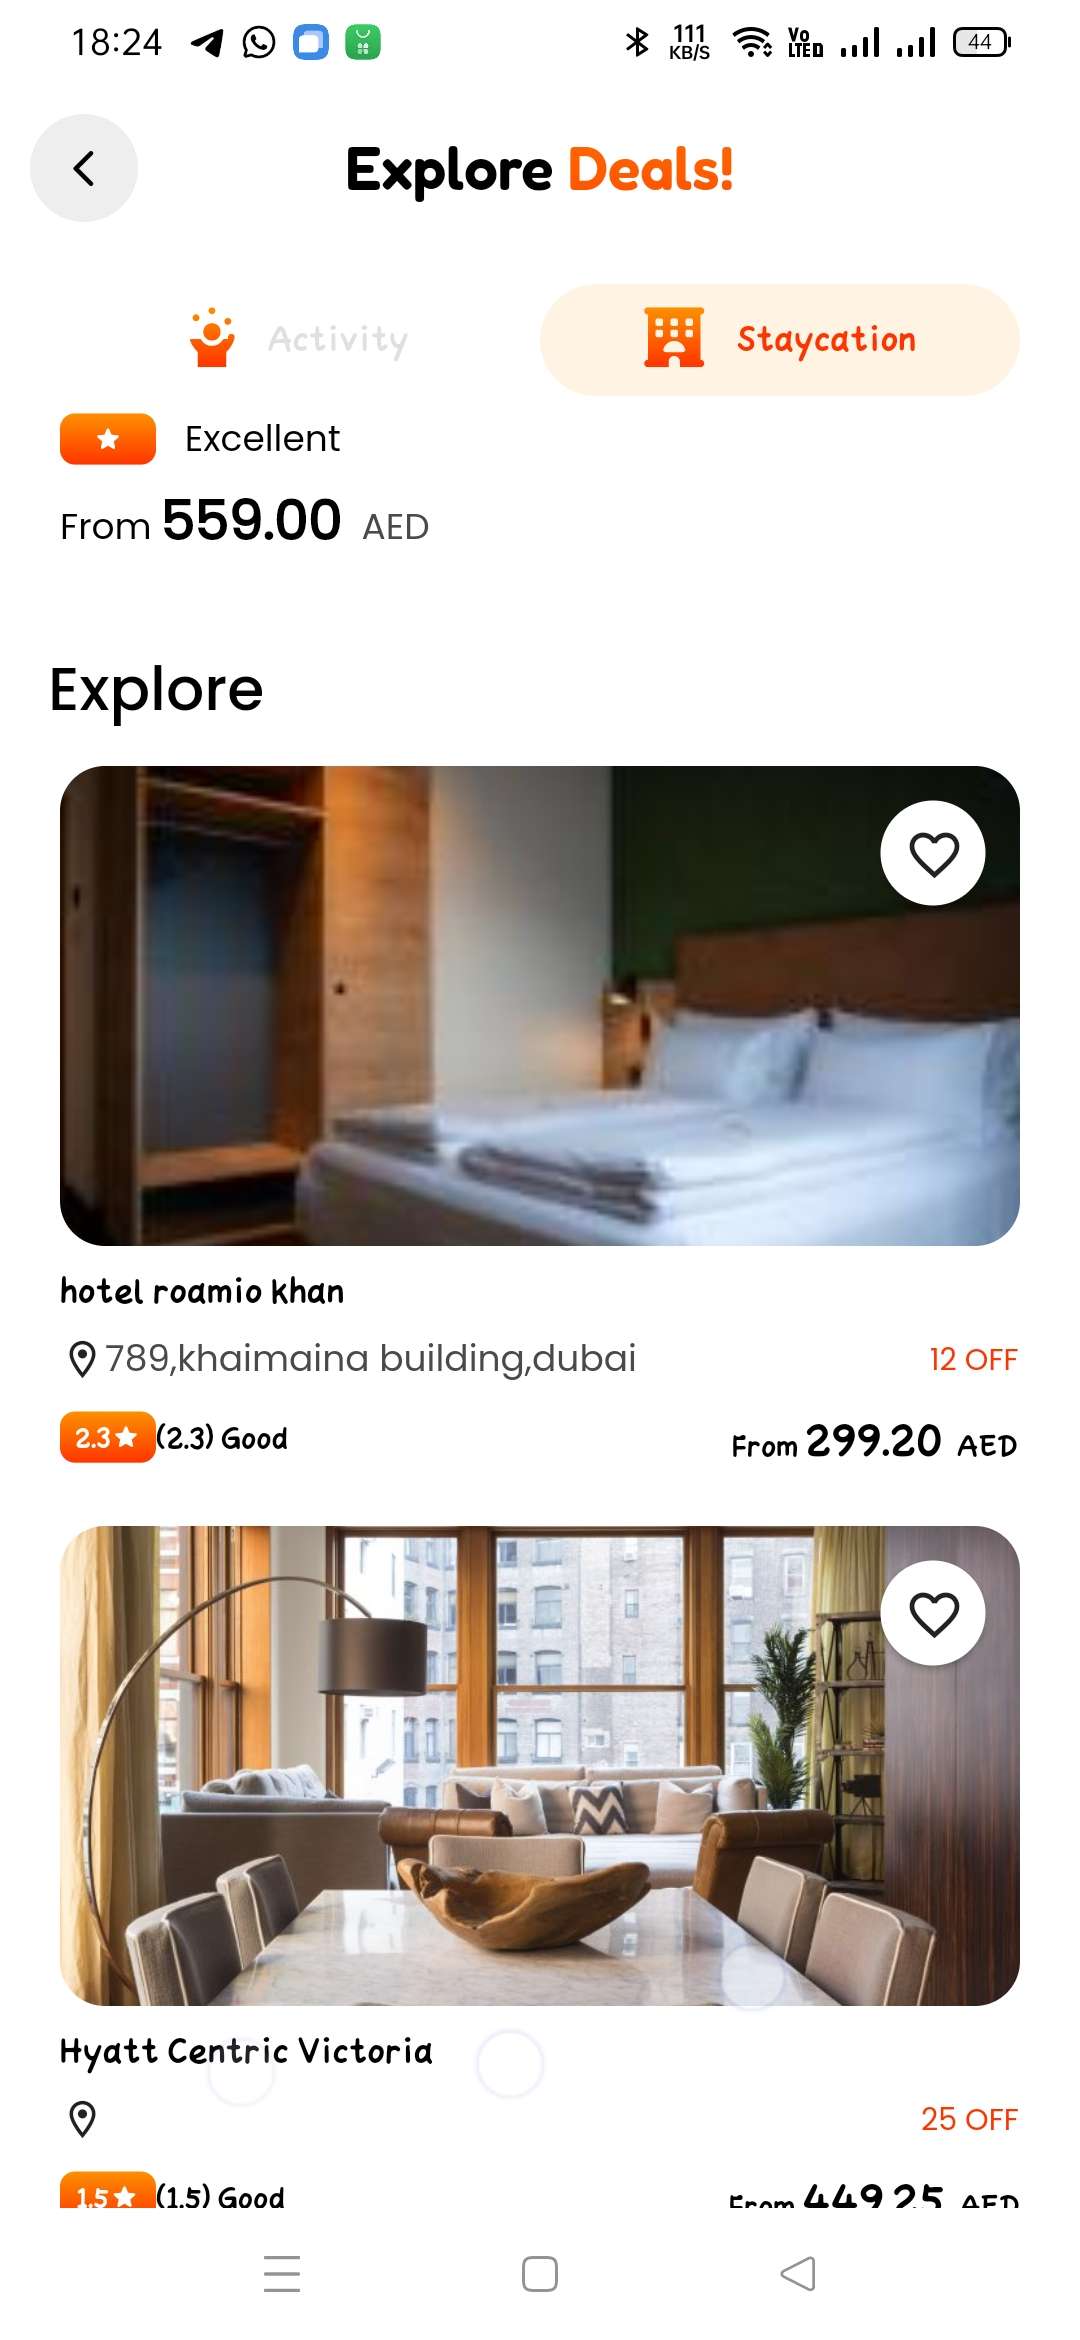 18:24 111 KB/S Vo LTED 44
Explore Deals!
Activity Staycation
Excellent
From 559.00 AED
Explore
hotel roamio khan
789,khaimaina building,dubai 12 OFF
2.3 (2.3) Good From 299.20 AED
Hyatt Centric Victoria
25 OFF
1.5 (1.5) Good From 449.25 AED